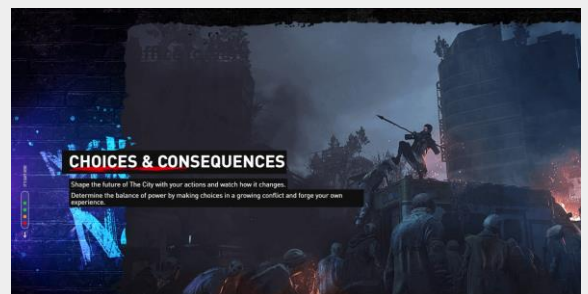 CHOICES & CONSEQUENCES
Shape the future of The City with your actions and watch how it changes.
Determine the balance of power by making choices in a growing conflict and forge your own
experience.